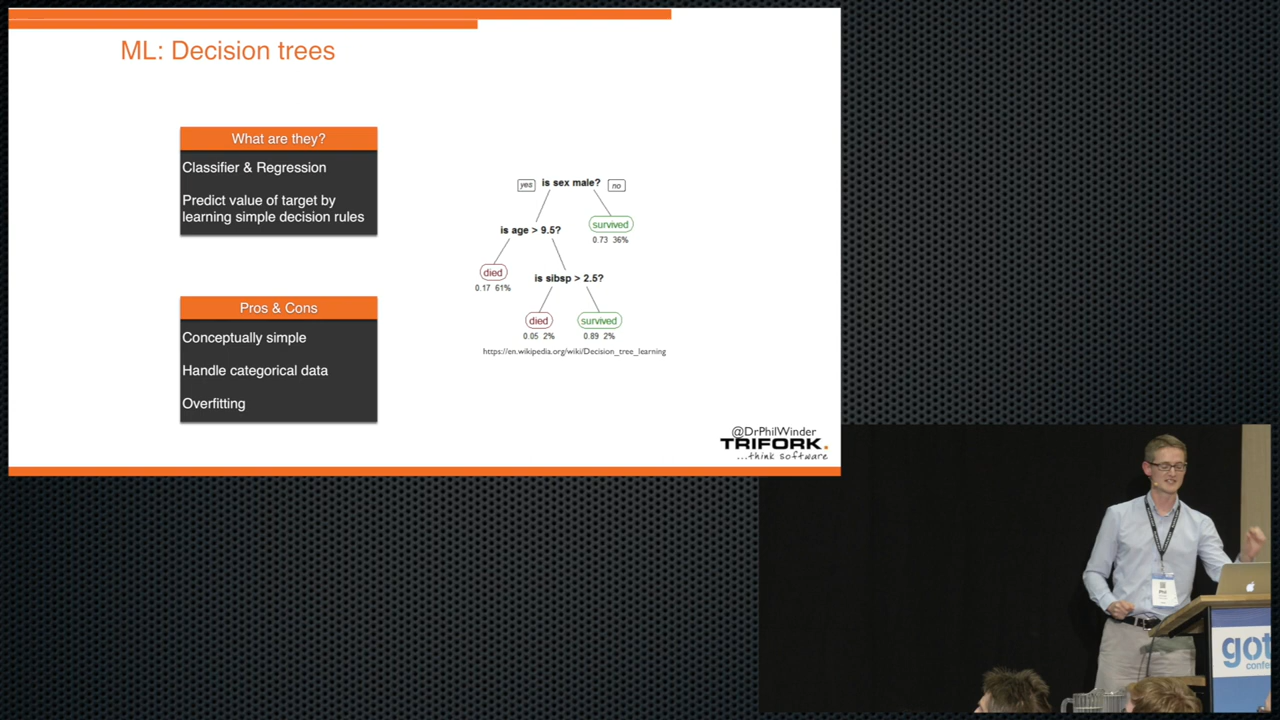 ML: Decision trees
What are they?
Classifier & Regression
Predict value of target by
learning simple decision rules
Pros & Cons
Conceptually simple
Handle categorical data
Overfitting
yes is sex male? no
is age > 9.5?
survived
0.73 36%
died
0.17 61%
is sibsp > 2.5?
died
0.05 2%
survived
0.89 2%
https://en.wikipedia.org/wiki/Decision_tree_learning
@DrPhilWinder
TRIFORK.
...think software
Phil
got
confe